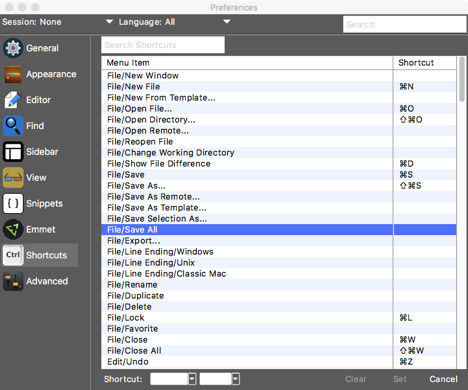 Preferences
Session: None Language: All Search
General
Appearance
Editor
Find
Sidebar
View
Snippets
Emmet
Ctrl Shortcuts
Advanced
Search Shortcuts
Menu Item Shortcut
File/New Window
File/New File ⌘N
File/New From Template...
File/Open File... ⌘O
File/Open Directory... ⇧⌘O
File/Open Remote...
File/Reopen File
File/Change Working Directory
File/Show File Difference ⌘D
File/Save ⌘S
File/Save As... ⇧⌘S
File/Save As Remote...
File/Save As Template...
File/Save Selection As...
File/Save All
File/Export...
File/Line Ending/Windows
File/Line Ending/Unix
File/Line Ending/Classic Mac
File/Rename
File/Duplicate
File/Delete
File/Lock ⌘L
File/Favorite
File/Close ⌘W
File/Close All ⇧⌘W
Edit/Undo ⌘Z
Shortcut: Clear Set Cancel